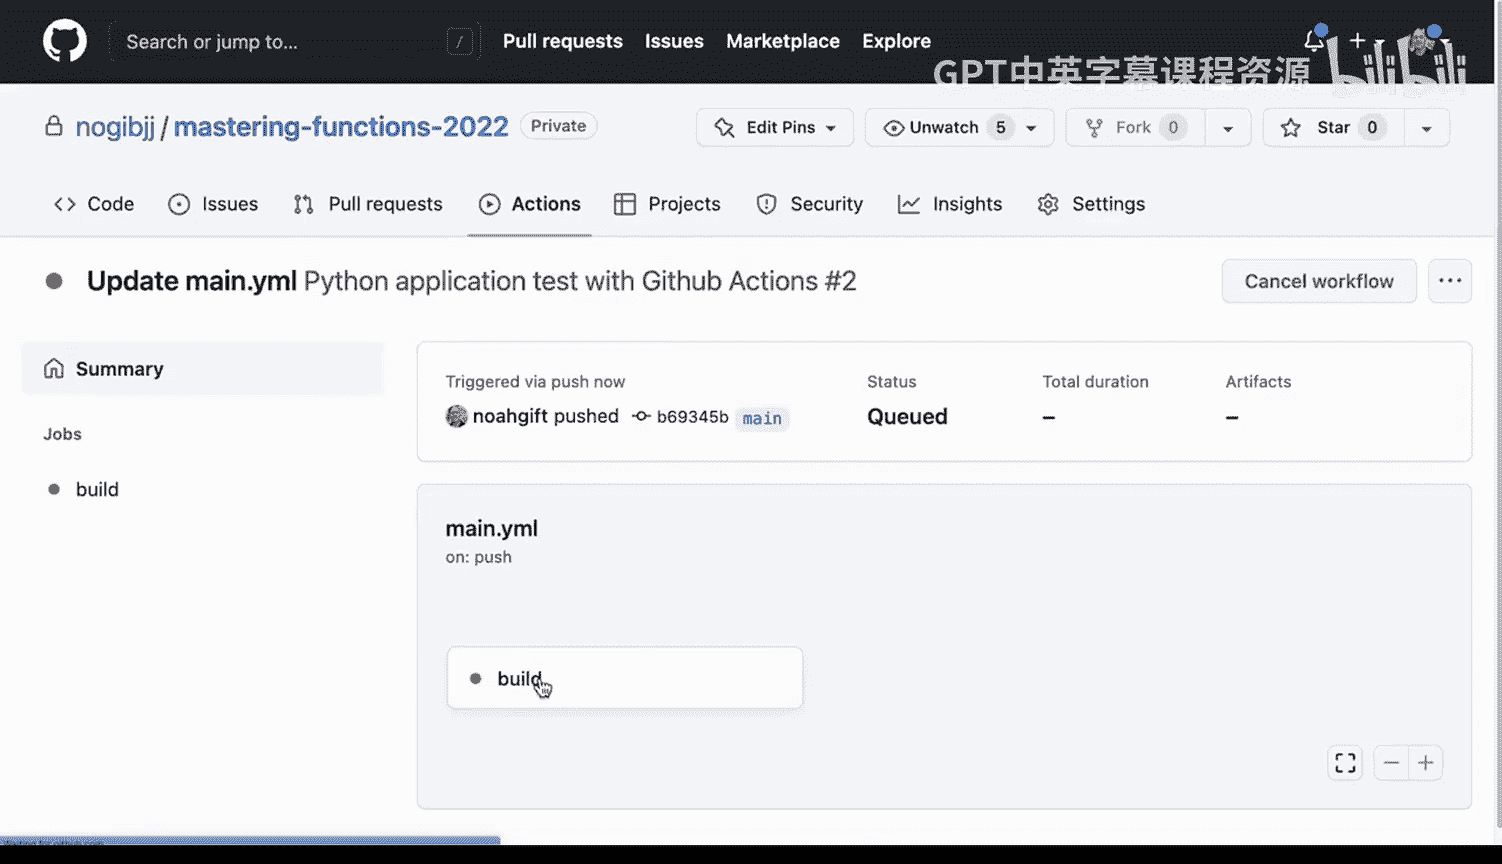 Search or jump to... / Pull requests Issues Marketplace Explore
GPT中英字幕课程资源 bilibili
nogibjj / mastering-functions-2022 Private Edit Pins Unwatch 5 Fork 0 Star 0
Code Issues Pull requests Actions Projects Security Insights Settings
Update main.yml Python application test with Github Actions #2 Cancel workflow ...
Summary
Jobs
build
Triggered via push now Status Total duration Artifacts
noahgift pushed b69345b main Queued – –
main.yml
on: push
build